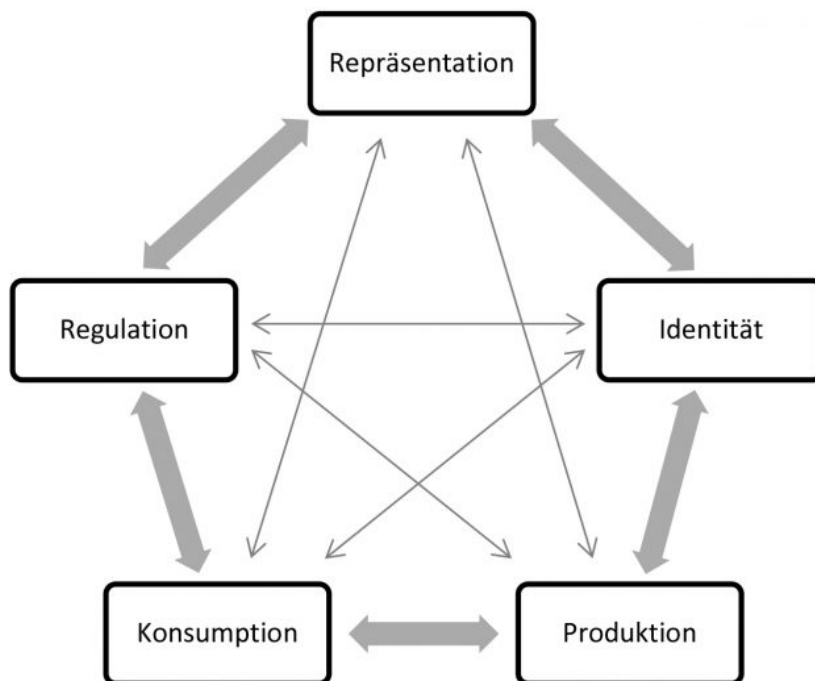 Repräsentation
Regulation
Identität
Konsumption
Produktion